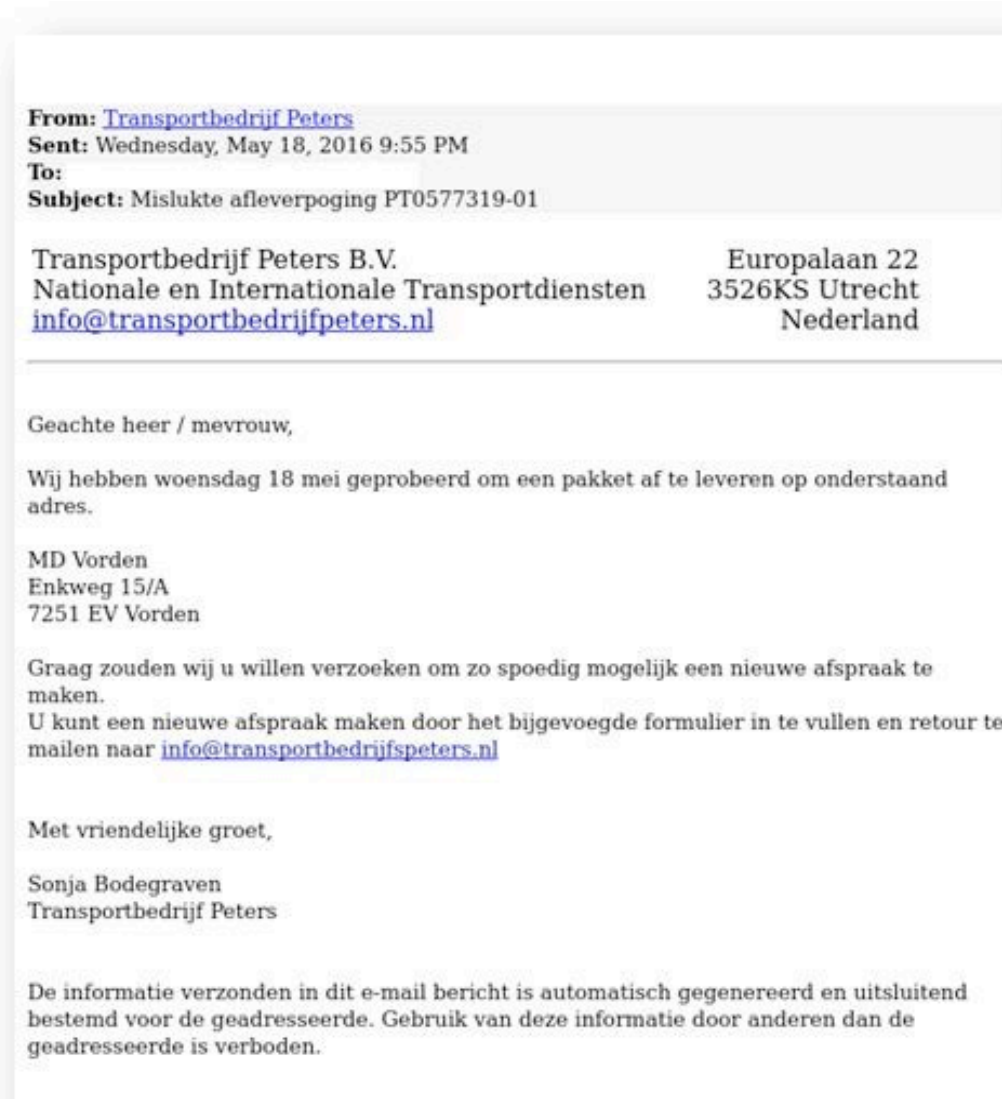 From: Transportbedrijf Peters
Sent: Wednesday, May 18, 2016 9:55 PM
To:
Subject: Mislukte afleverpoging PT0577319-01
Transportbedrijf Peters B.V. Europalaan 22
Nationale en Internationale Transportdiensten 3526KS Utrecht
info@transportbedrijfpeters.nl Nederland
Geachte heer / mevrouw,
Wij hebben woensdag 18 mei geprobeerd om een pakket af te leveren op onderstaand
adres.
MD Vorden
Enkweg 15/A
7251 EV Vorden
Graag zouden wij u willen verzoeken om zo spoedig mogelijk een nieuwe afspraak te
maken.
U kunt een nieuwe afspraak maken door het bijgevoegde formulier in te vullen en retour te
mailen naar info@transportbedrijfspeters.nl
Met vriendelijke groet,
Sonja Bodegraven
Transportbedrijf Peters
De informatie verzonden in dit e-mail bericht is automatisch gegenereerd en uitsluitend
bestemd voor de geadresseerde. Gebruik van deze informatie door anderen dan de
geadresseerde is verboden.